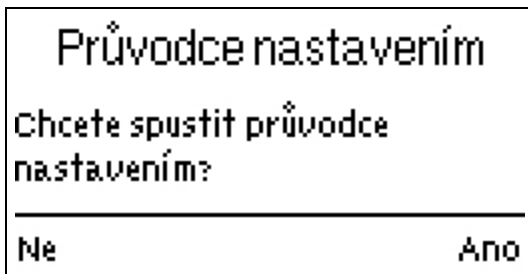 Průvodce nastavením
Chcete spustit průvodce
nastavením?
Ne Ano